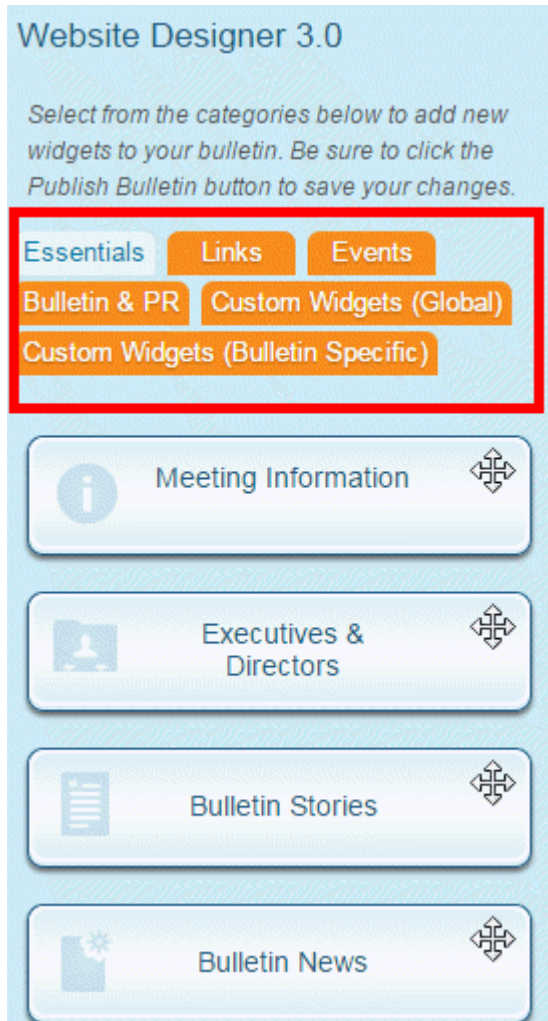 Website Designer 3.0
Select from the categories below to add new
widgets to your bulletin. Be sure to click the
Publish Bulletin button to save your changes.
Essentials Links Events
Bulletin & PR Custom Widgets (Global)
Custom Widgets (Bulletin Specific)
Meeting Information
Executives &
Directors
Bulletin Stories
Bulletin News